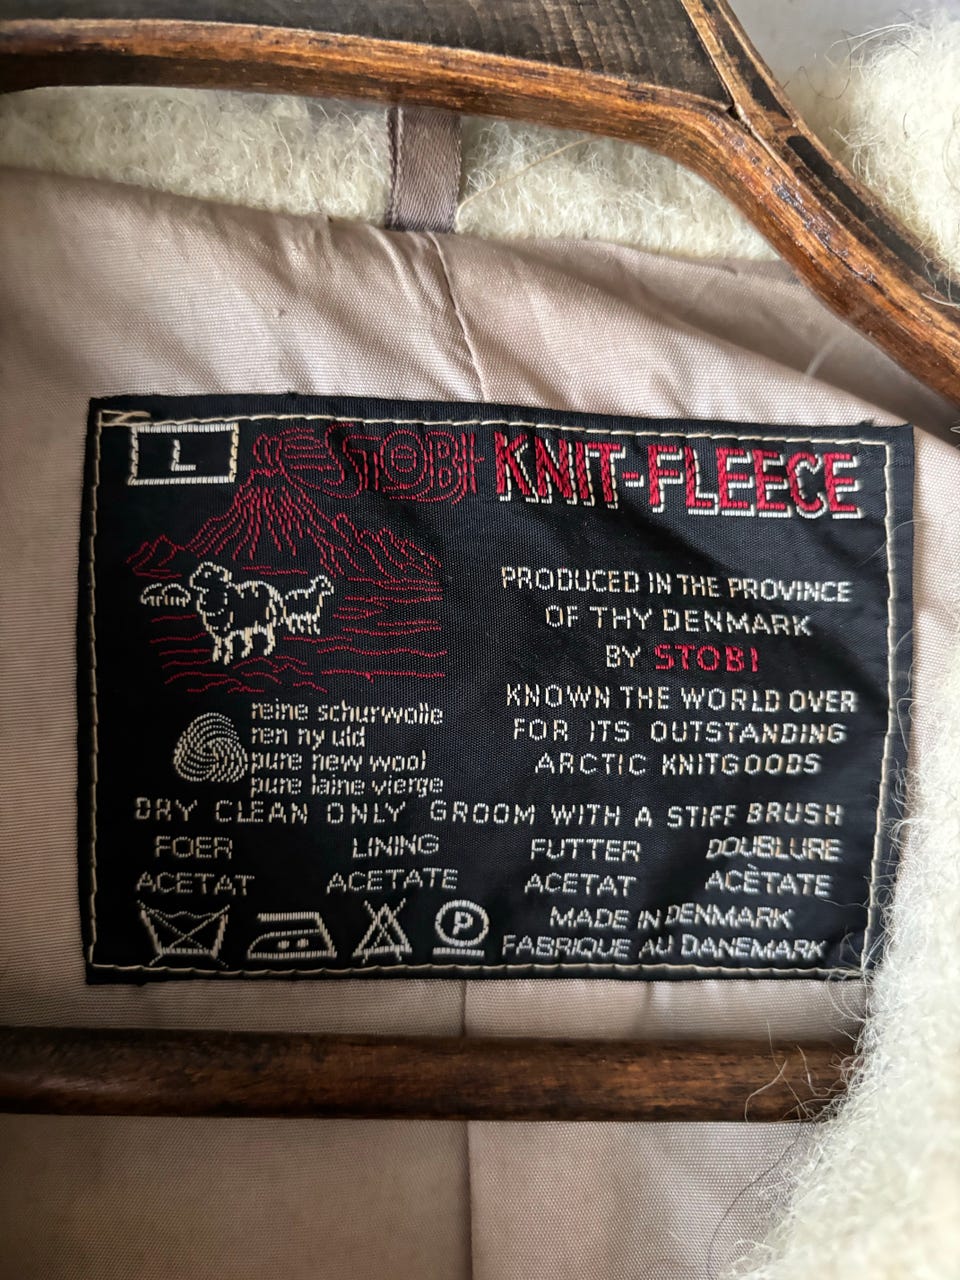 L
STOBI KNIT-FLEECE
PRODUCED IN THE PROVINCE
OF THY DENMARK
BY STOBI
KNOWN THE WORLD OVER
FOR ITS OUTSTANDING
ARCTIC KNITGOODS
reine schurwolle
ren ny uld
pure new wool
pure laine vierge
DRY CLEAN ONLY GROOM WITH A STIFF BRUSH
FOER LINING FUTTER DOUBLURE
ACETAT ACETATE ACETAT ACÈTATE
P
MADE IN DENMARK
FABRIQUE AU DANEMARK